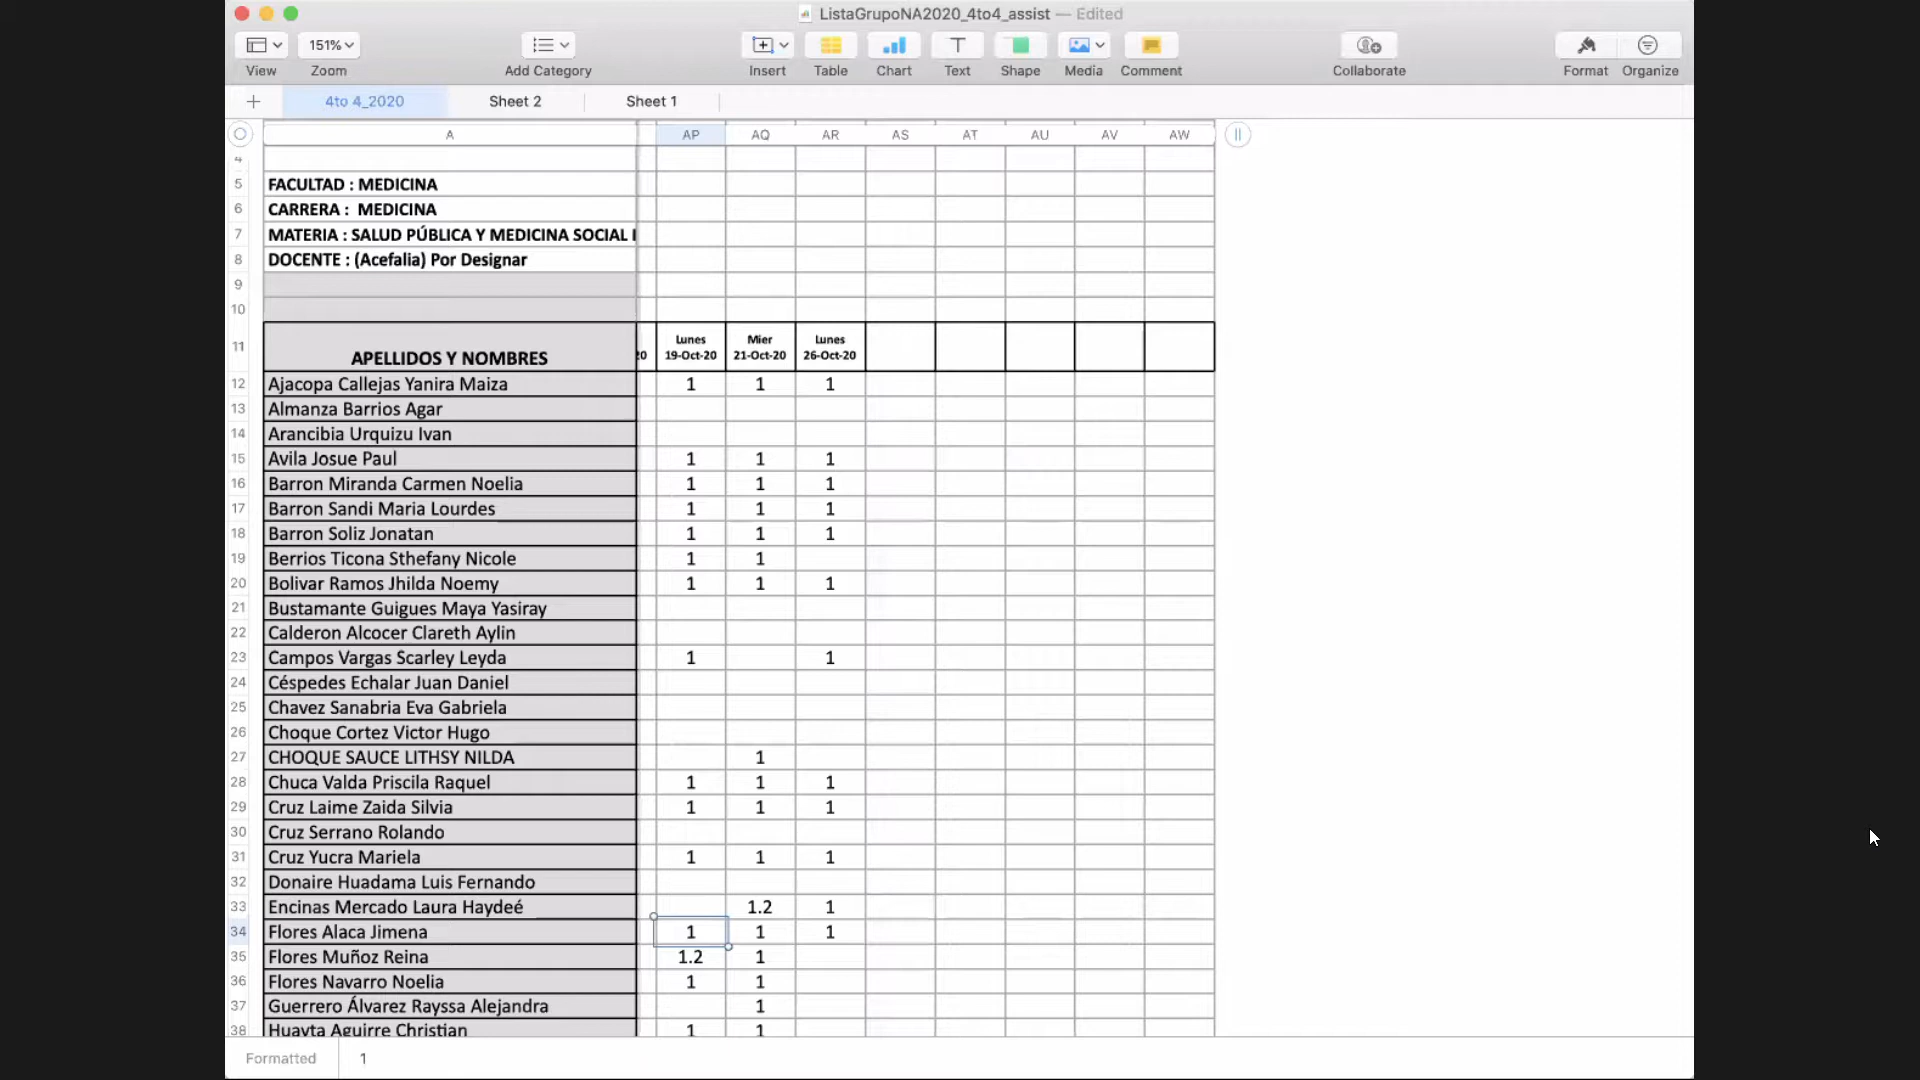 ListaGrupoNA2020_4to4_assist — Edited
151%
View Zoom Add Category Insert Table Chart Text Shape Media Comment Collaborate Format Organize
4to 4_2020 Sheet 2 Sheet 1
A AP AQ AR AS AT AU AV AW
4
5 FACULTAD : MEDICINA
6 CARRERA : MEDICINA
7 MATERIA : SALUD PÚBLICA Y MEDICINA SOCIAL I
8 DOCENTE : (Acefalia) Por Designar
9
10
Lunes Mier Lunes
11 APELLIDOS Y NOMBRES 20 19-Oct-20 21-Oct-20 26-Oct-20
12 Ajacopa Callejas Yanira Maiza 1 1 1
13 Almanza Barrios Agar
14 Arancibia Urquizu Ivan
15 Avila Josue Paul 1 1 1
16 Barron Miranda Carmen Noelia 1 1 1
17 Barron Sandi Maria Lourdes 1 1 1
18 Barron Soliz Jonatan 1 1 1
19 Berrios Ticona Sthefany Nicole 1 1
20 Bolivar Ramos Jhilda Noemy 1 1 1
21 Bustamante Guigues Maya Yasiray
22 Calderon Alcocer Clareth Aylin
23 Campos Vargas Scarley Leyda 1 1
24 Céspedes Echalar Juan Daniel
25 Chavez Sanabria Eva Gabriela
26 Choque Cortez Victor Hugo
27 CHOQUE SAUCE LITHSY NILDA 1
28 Chuca Valda Priscila Raquel 1 1 1
29 Cruz Laime Zaida Silvia 1 1 1
30 Cruz Serrano Rolando
31 Cruz Yucra Mariela 1 1 1
32 Donaire Huadama Luis Fernando
33 Encinas Mercado Laura Haydeé 1.2 1
34 Flores Alaca Jimena 1 1 1
35 Flores Muñoz Reina 1.2 1
36 Flores Navarro Noelia 1 1
37 Guerrero Álvarez Rayssa Alejandra 1
38 Huayta Aguirre Christian 1 1
Formatted 1